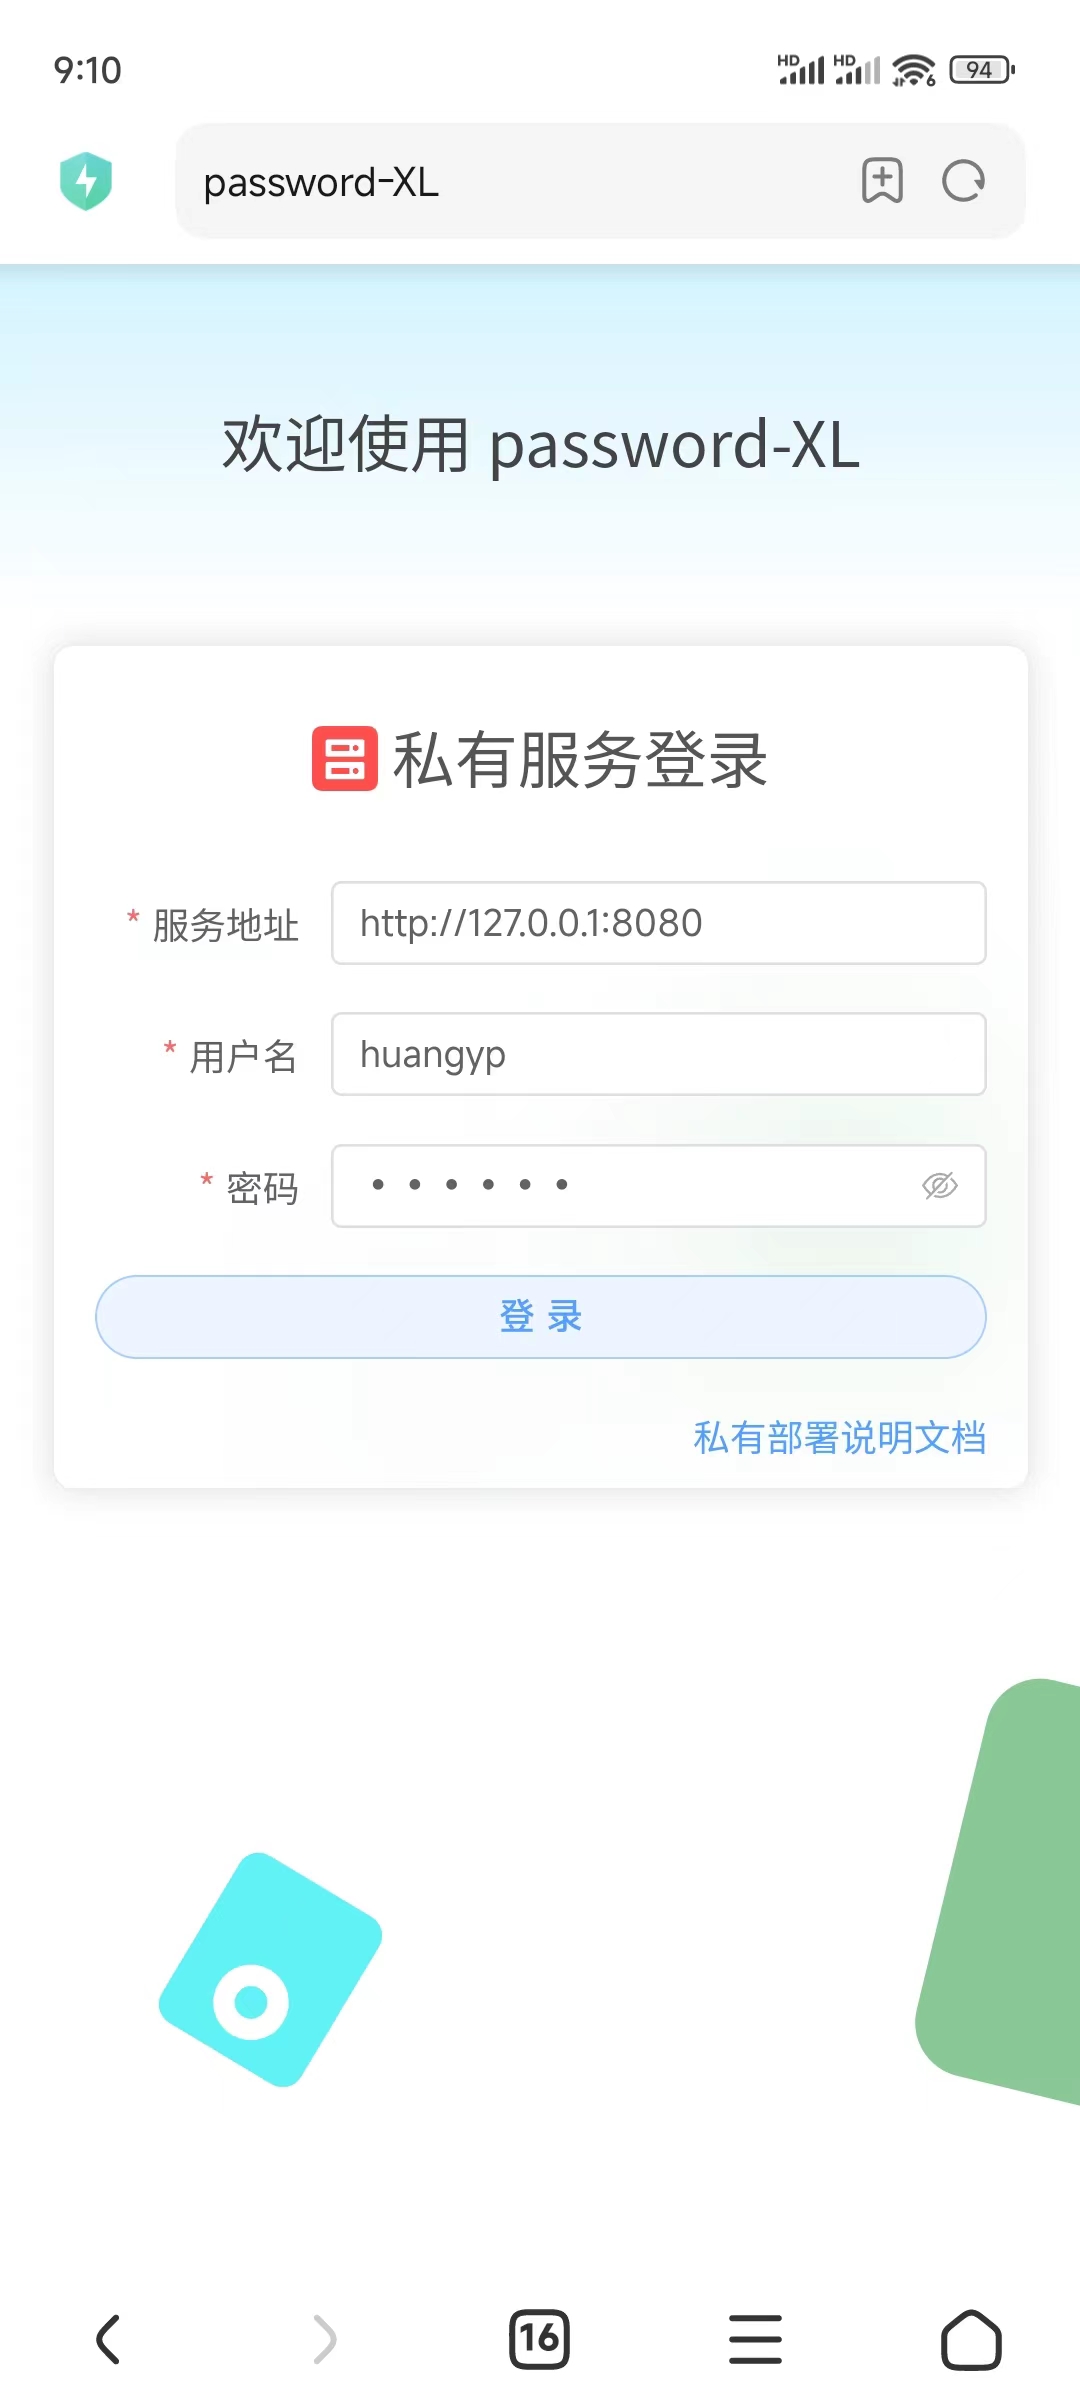 9:10
HD HD 6 94
password-XL
欢迎使用 password-XL
私有服务登录
* 服务地址 http://127.0.0.1:8080
* 用户名 huangyp
* 密码 ••••••
登 录
私有部署说明文档
16